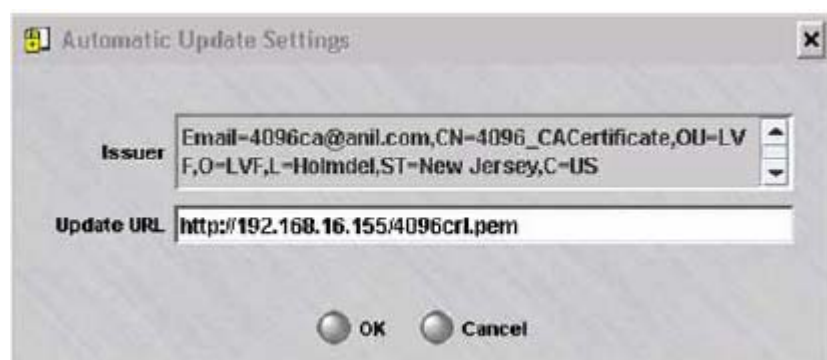 Automatic Update Settings
Issuer
Email=4096ca@anil.com,CN=4096_CACertificate,OU=LV
F,O=LVF,L=Holmdel,ST=New Jersey,C=US
Update URL
http://192.168.16.155/4096crl.pem
OK
Cancel